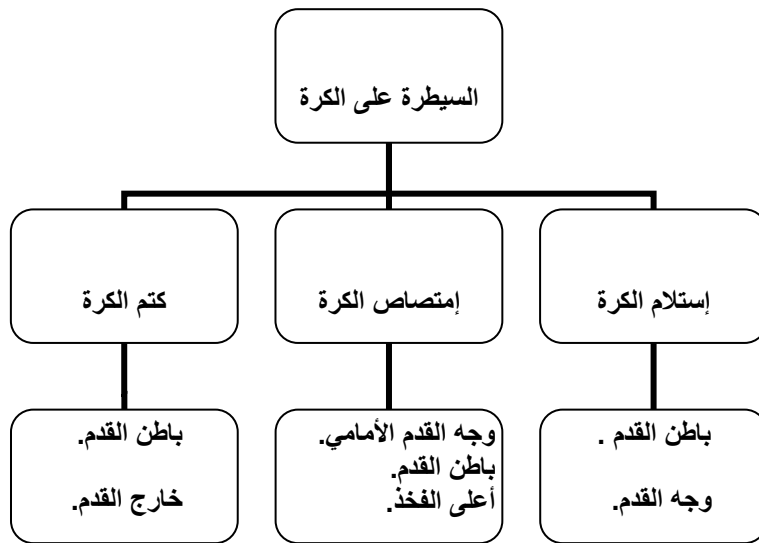 السيطرة على الكرة
إستلام الكرة
إمتصاص الكرة
كتم الكرة
باطن القدم .
وجه القدم.
وجه القدم الأمامي.
باطن القدم.
أعلى الفخذ.
باطن القدم.
خارج القدم.